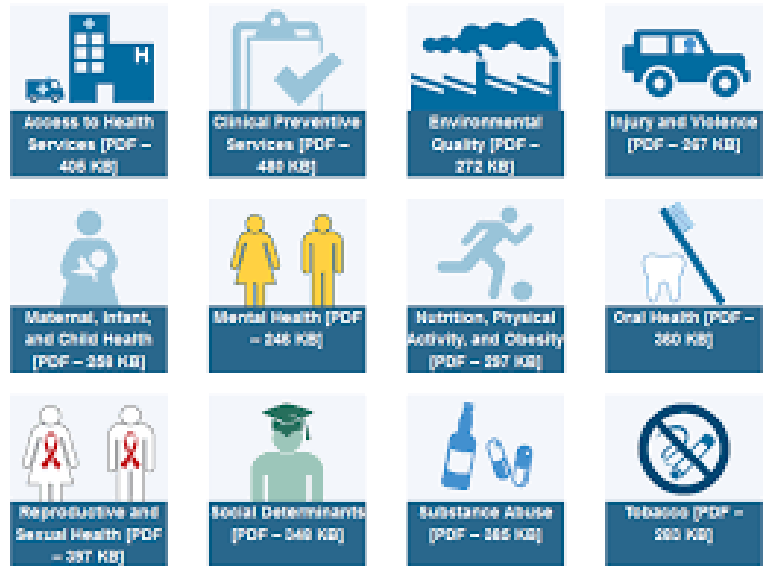 H
Access to Health
Services [PDF –
KB]
Clinical Preventive
Services [PDF –
KB]
Environmental
Quality [PDF –
272 KB]
Injury and Violence
[PDF – 267 KB]
Maternal, Infant,
and Child Health
[PDF – KB]
Mental Health [PDF
– KB]
Nutrition, Physical
Activity, and Obesity
[PDF – KB]
Oral Health [PDF –
KB]
Reproductive and
Sexual Health [PDF
– KB]
Social Determinants
[PDF – KB]
Substance Abuse
[PDF – KB]
Tobacco [PDF –
KB]